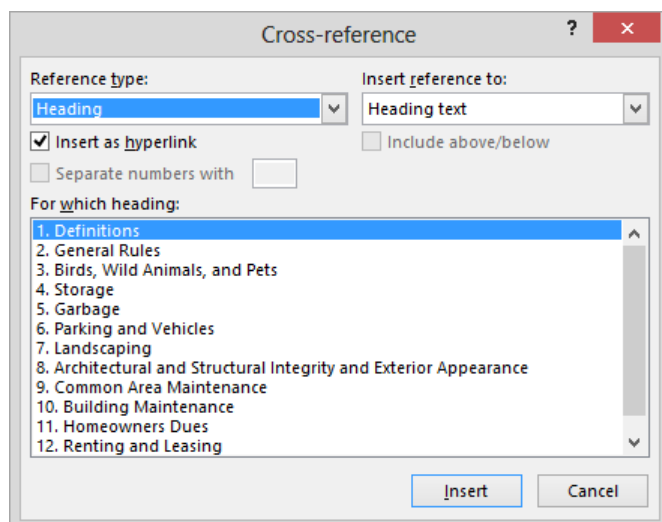 Cross-reference
?
Reference type:
Insert reference to:
Heading
Heading text
Insert as hyperlink
Include above/below
Separate numbers with
For which heading:
1. Definitions
2. General Rules
3. Birds, Wild Animals, and Pets
4. Storage
5. Garbage
6. Parking and Vehicles
7. Landscaping
8. Architectural and Structural Integrity and Exterior Appearance
9. Common Area Maintenance
10. Building Maintenance
11. Homeowners Dues
12. Renting and Leasing
Insert
Cancel